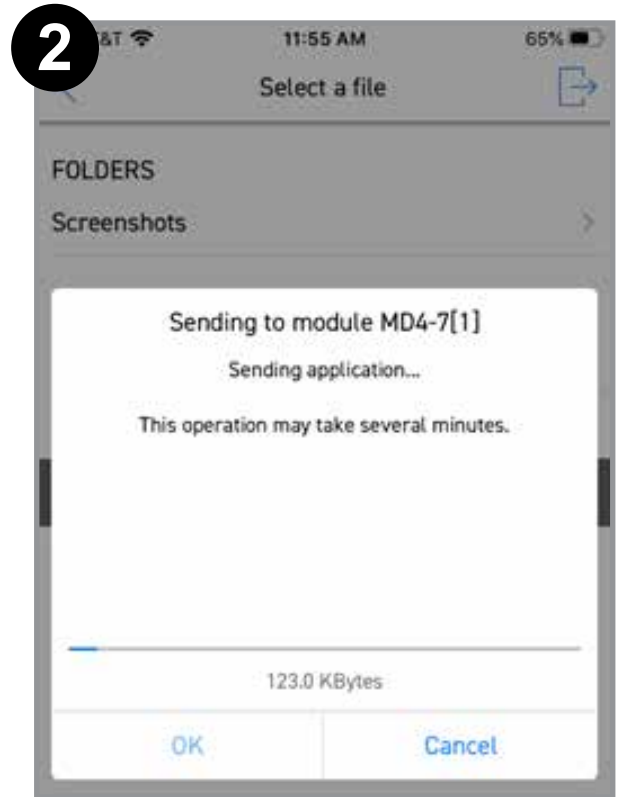 2
11:55 AM
65%
Select a file
FOLDERS
Screenshots
Sending to module MD4-7[1]
Sending application...
This operation may take several minutes.
123.0 KBytes
OK
Cancel